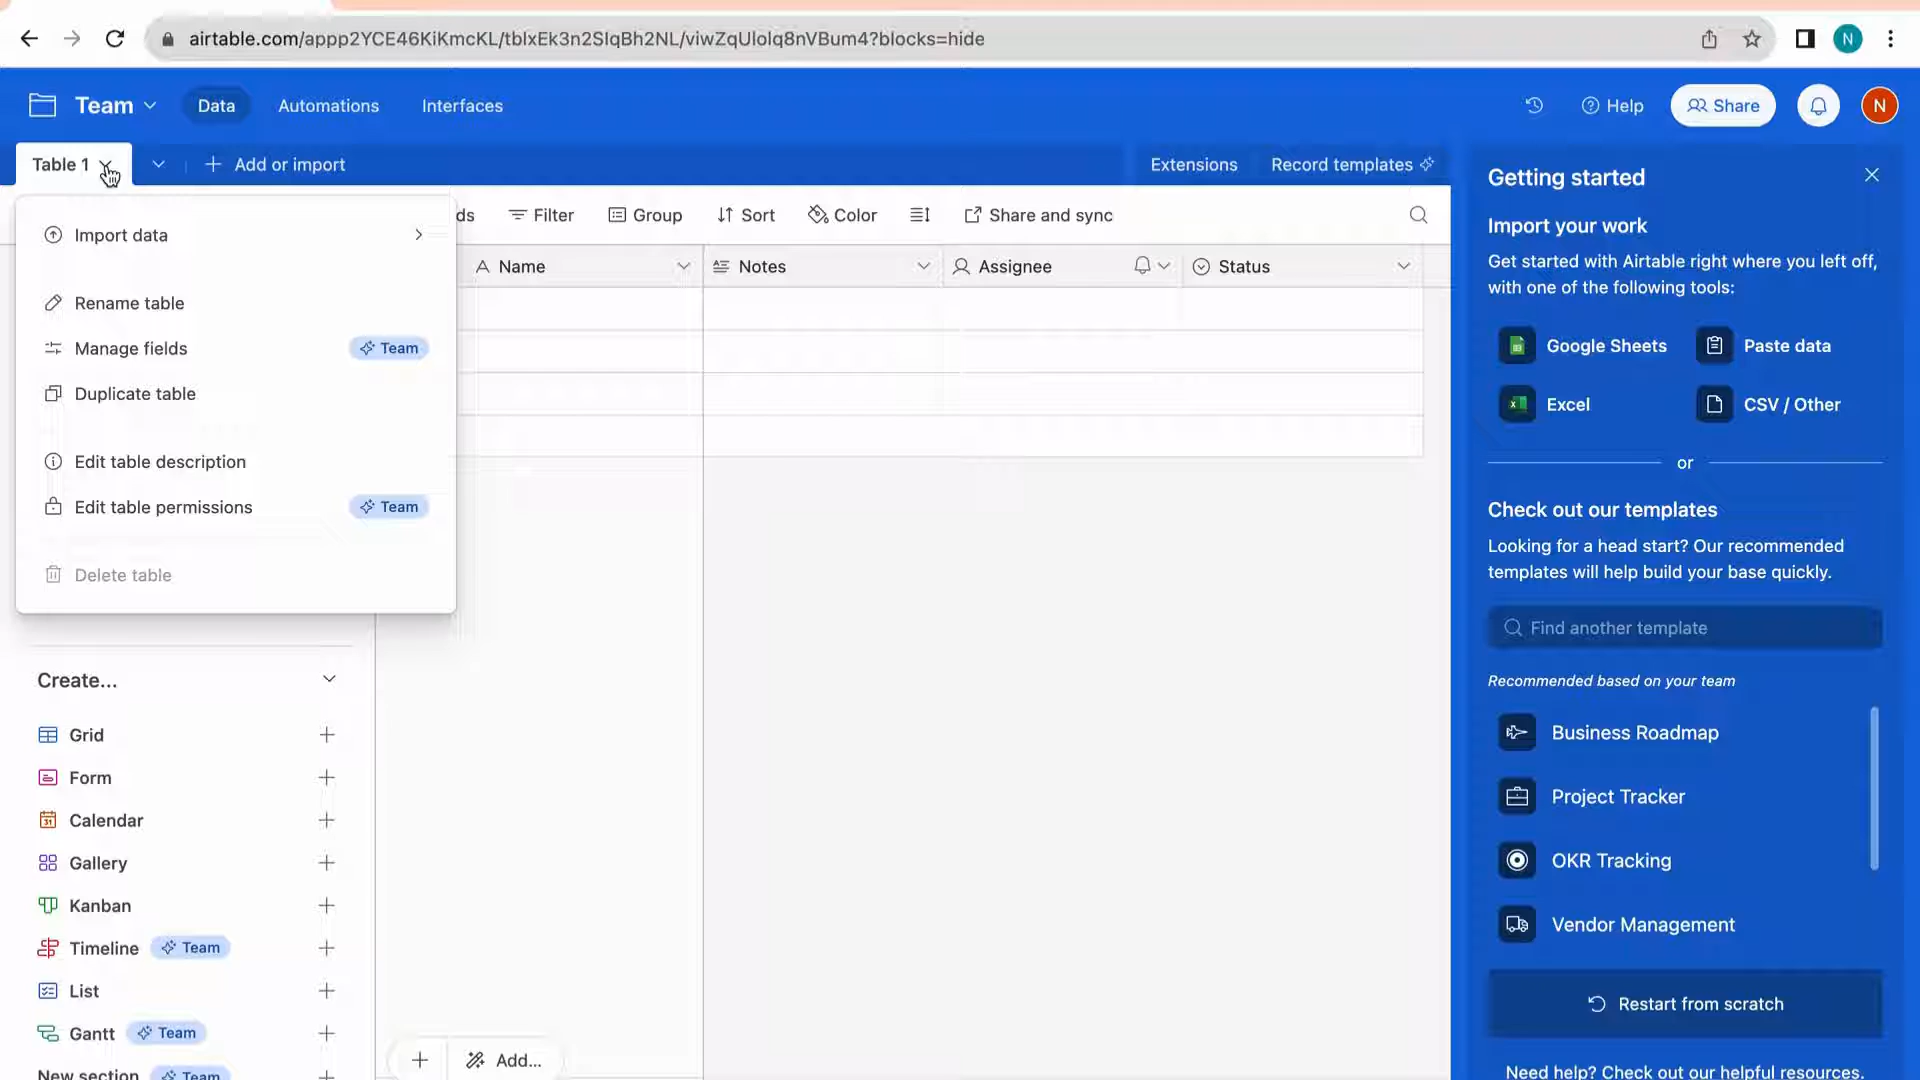 airtable.com/appp2YCE46KiKmcKL/tblxEk3n2SlqBh2NL/viwZqUlolq8nVBum4?blocks=hide
N
Team
Data
Automations
Interfaces
Help
Share
N
Table 1
Add or import
Extensions
Record templates
Import data
Rename table
Manage fields
Team
Duplicate table
Edit table description
Edit table permissions
Team
Delete table
ds
Filter
Group
Sort
Color
Share and sync
Name
Notes
Assignee
Status
Create...
Grid
Form
31
Calendar
Gallery
Kanban
Timeline
Team
List
Gantt
Team
New section
Team
Add...
Getting started
Import your work
Get started with Airtable right where you left off,
with one of the following tools:
Google Sheets
Paste data
Excel
CSV / Other
or
Check out our templates
Looking for a head start? Our recommended
templates will help build your base quickly.
Find another template
Recommended based on your team
Business Roadmap
Project Tracker
OKR Tracking
Vendor Management
Restart from scratch
Need help? Check out our helpful resources.